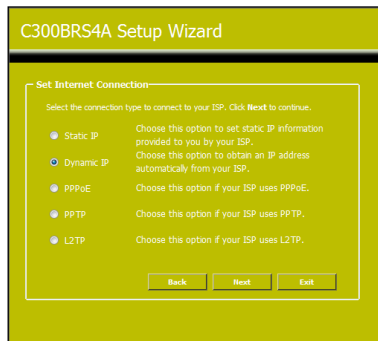 C300BRS4A Setup Wizard
Set Internet Connection
Select the connection type to connect to your ISP. Click Next to continue.
Static IP
Choose this option to set static IP information
provided to you by your ISP.
Dynamic IP
Choose this option to obtain an IP address
automatically from your ISP.
PPPoE
Choose this option if your ISP uses PPPoE.
PPTP
Choose this option if your ISP uses PPTP.
L2TP
Choose this option if your ISP uses L2TP.
Back
Next
Exit